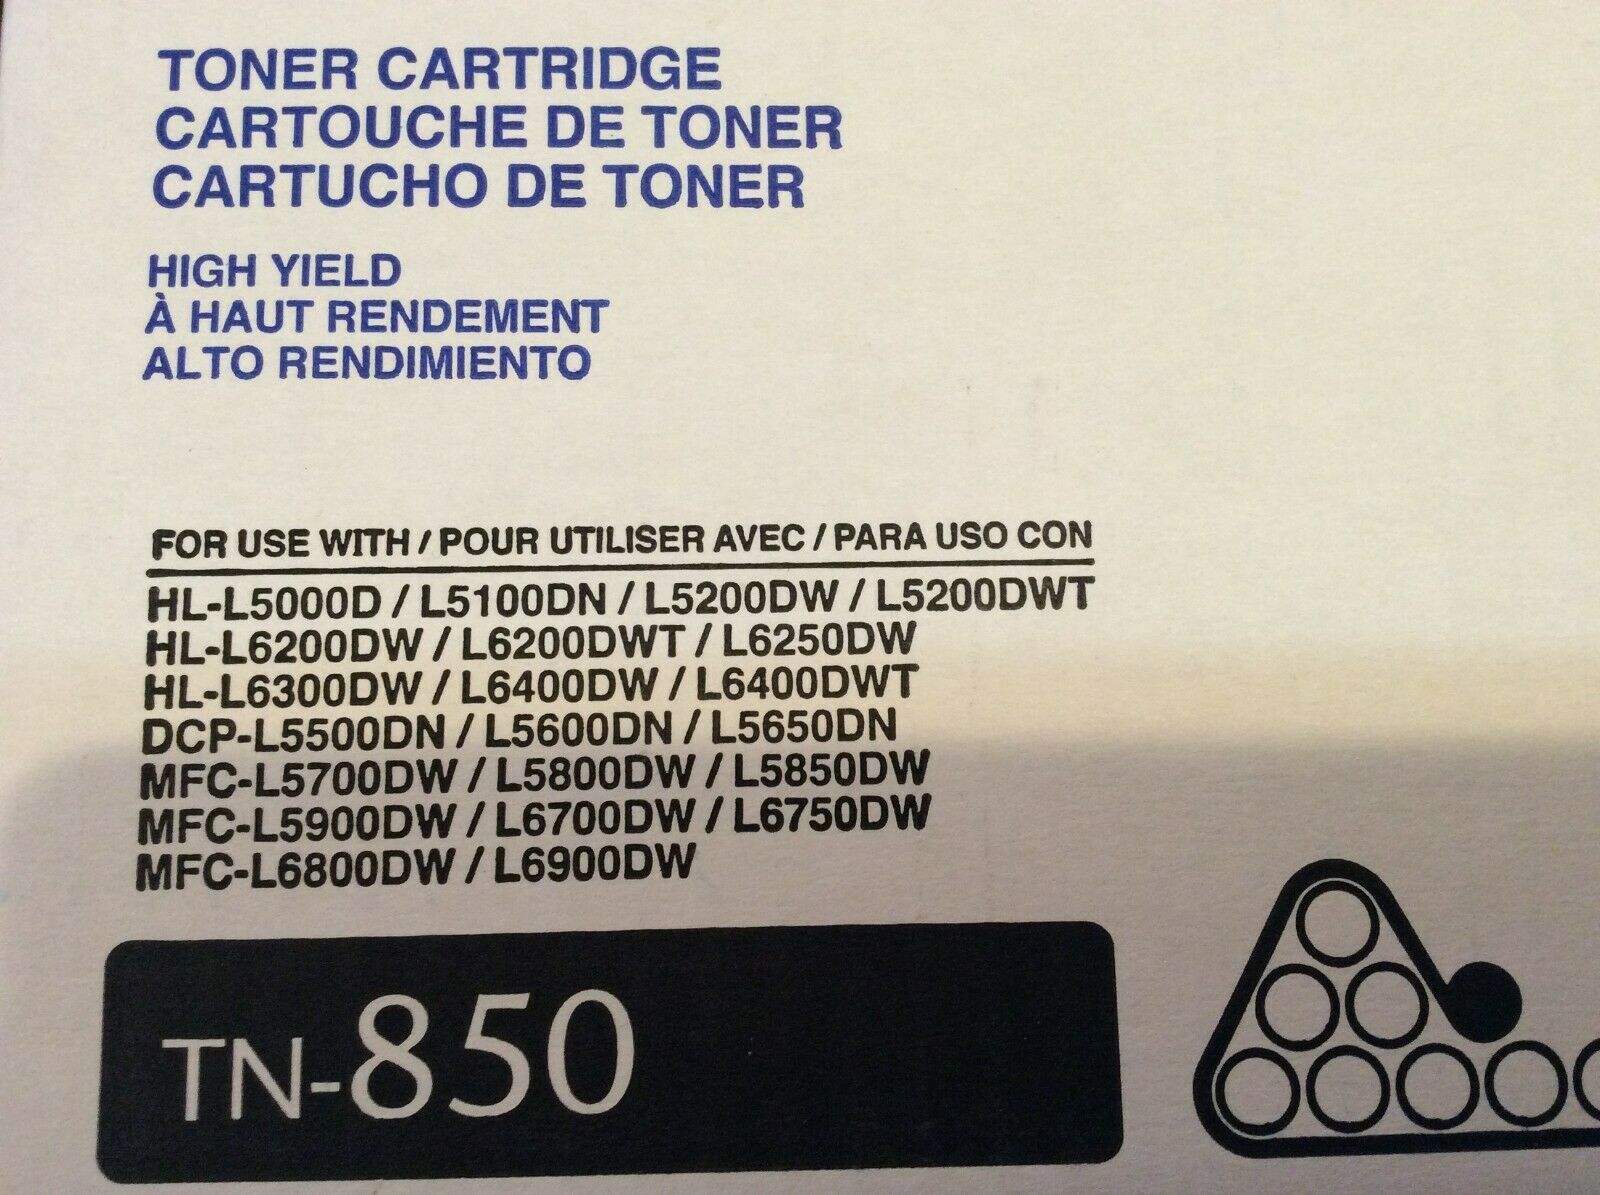 TONER CARTRIDGE
CARTOUCHE DE TONER
CARTUCHO DE TONER
HIGH YIELD
À HAUT RENDEMENT
ALTO RENDIMIENTO
FOR USE WITH / POUR UTILISER AVEC / PARA USO CON
HL-L5000D / L5100DN / L5200DW / L5200DWT
HL-L6200DW / L6200DWT / L6250DW
HL-L6300DW / L6400DW / L6400DWT
DCP-L5500DN / L5600DN / L5650DN
MFC-L5700DW / L5800DW / L5850DW
MFC-L5900DW / L6700DW / L6750DW
MFC-L6800DW / L6900DW
TN-850